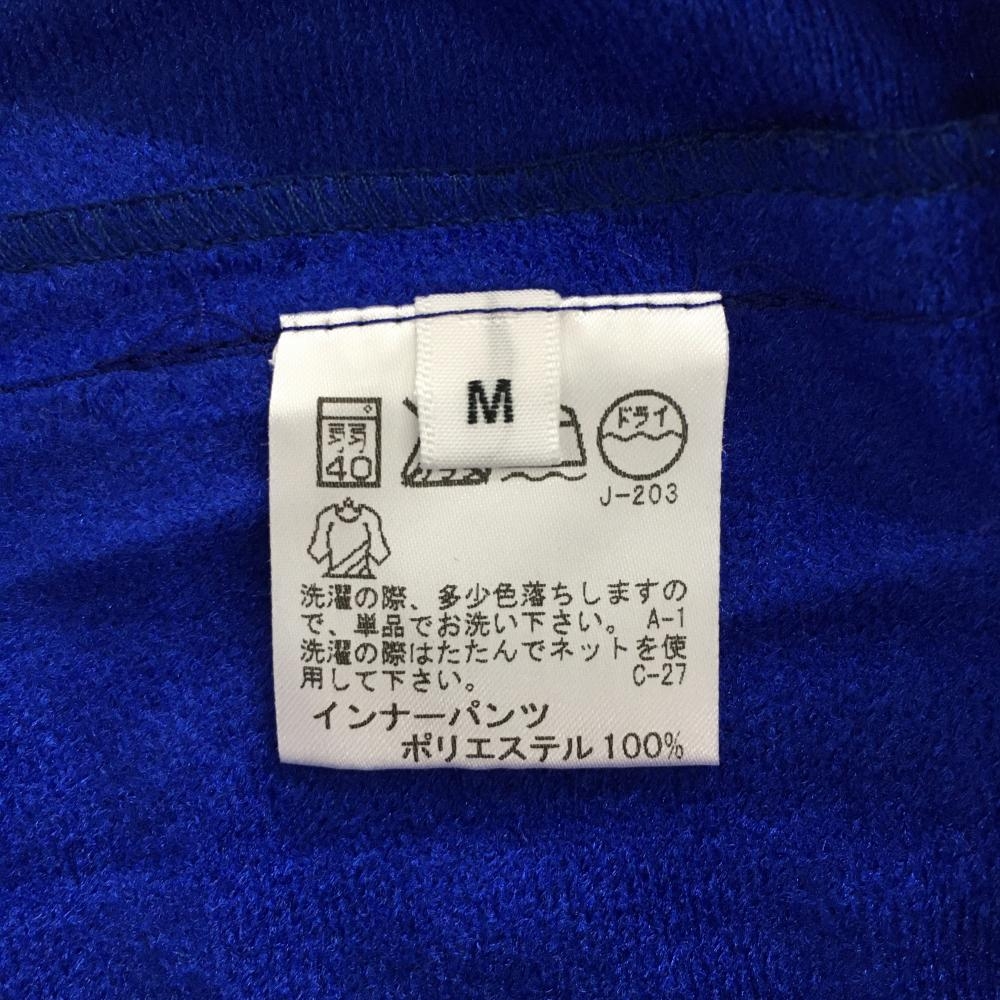 M
弱
40
ドライ
J-203
洗濯の際、多少色落ちしますの
で、単品でお洗い下さい。 A-1
洗濯の際はたたんでネットを使
用して下さい。 C-27
インナーパンツ
ポリエステル100%